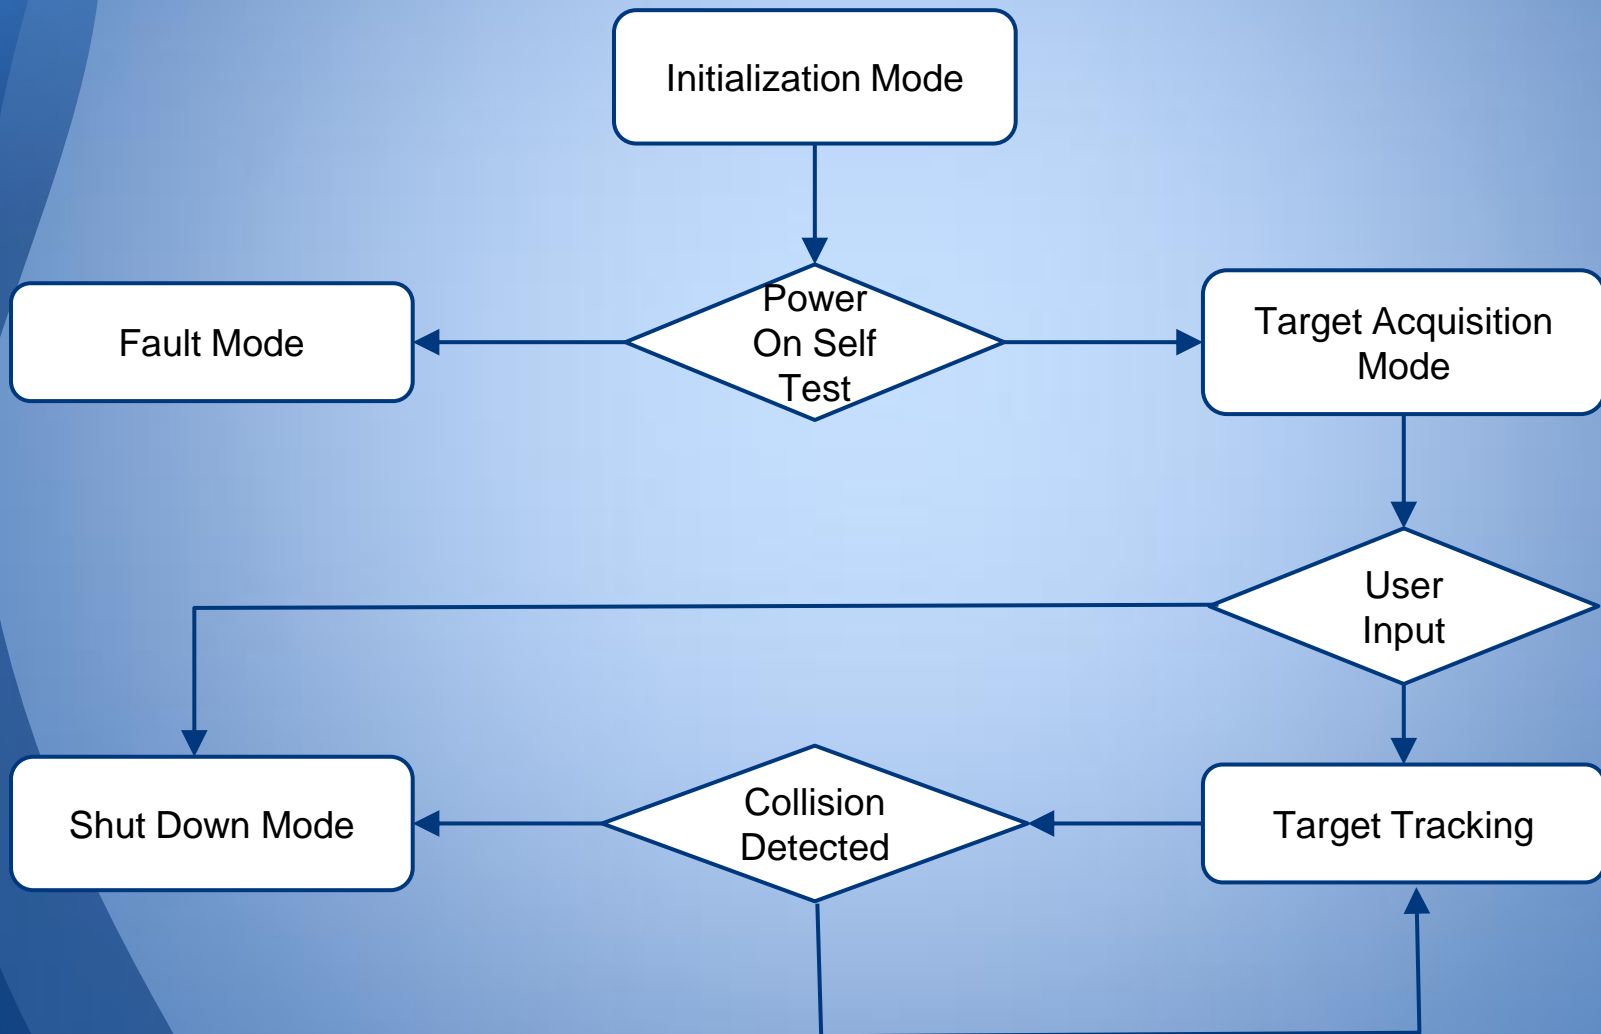 Initialization Mode
Power
On Self
Test
Fault Mode
Target Acquisition
Mode
User
Input
Shut Down Mode
Collision
Detected
Target Tracking